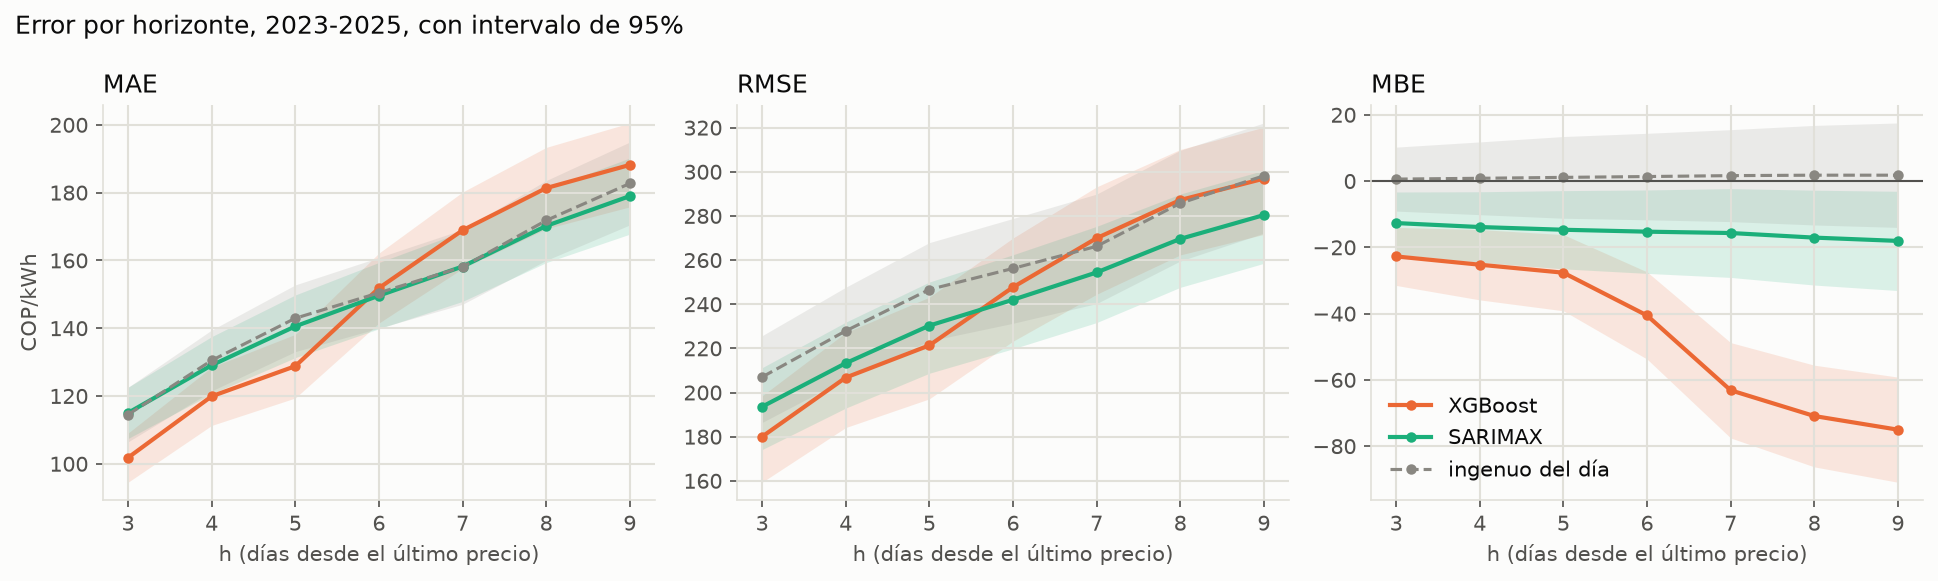 Error por horizonte, 2023-2025, con intervalo de 95%
MAE
COP/kWh
200
180
160
140
120
100
3 4 5 6 7 8 9
h (días desde el último precio)
RMSE
320
300
280
260
240
220
200
180
160
3 4 5 6 7 8 9
h (días desde el último precio)
MBE
20
0
−20
−40
−60
−80
XGBoost
SARIMAX
ingenuo del día
3 4 5 6 7 8 9
h (días desde el último precio)